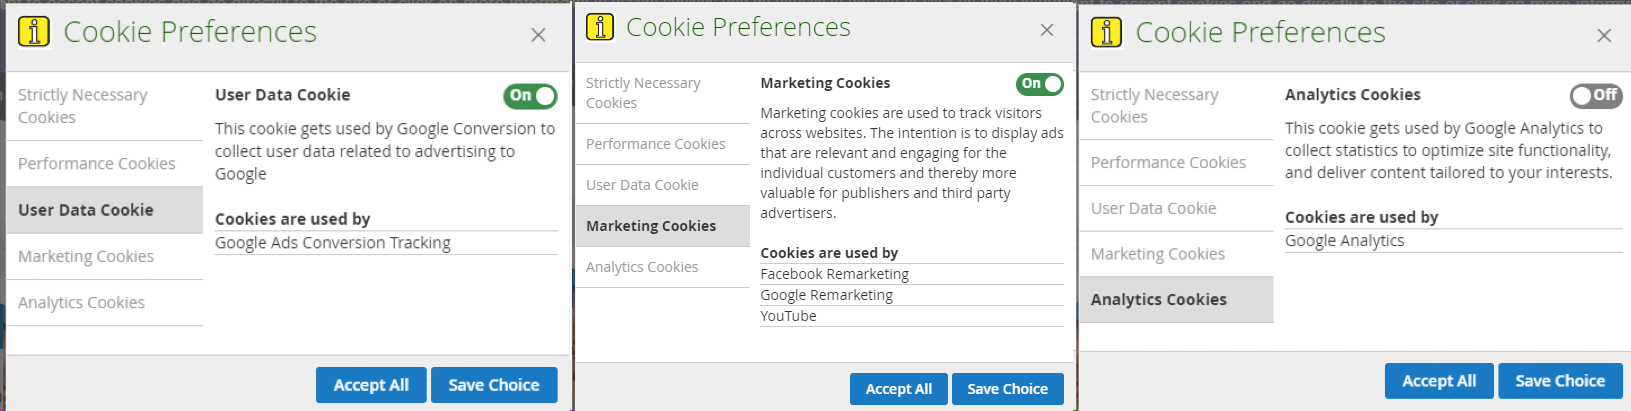 Cookie Preferences
Strictly Necessary
Cookies
Performance Cookies
User Data Cookie
Marketing Cookies
Analytics Cookies
User Data Cookie
On
This cookie gets used by Google Conversion to
collect user data related to advertising to
Google
Cookies are used by
Google Ads Conversion Tracking
Accept All
Save Choice
Cookie Preferences
Strictly Necessary
Cookies
Performance Cookies
User Data Cookie
Marketing Cookies
Analytics Cookies
Marketing Cookies
On
Marketing cookies are used to track visitors
across websites. The intention is to display ads
that are relevant and engaging for the
individual customers and thereby more
valuable for publishers and third party
advertisers.
Cookies are used by
Facebook Remarketing
Google Remarketing
YouTube
Accept All
Save Choice
Cookie Preferences
Strictly Necessary
Cookies
Performance Cookies
User Data Cookie
Marketing Cookies
Analytics Cookies
Analytics Cookies
Off
This cookie gets used by Google Analytics to
collect statistics to optimize site functionality,
and deliver content tailored to your interests.
Cookies are used by
Google Analytics
Accept All
Save Choice